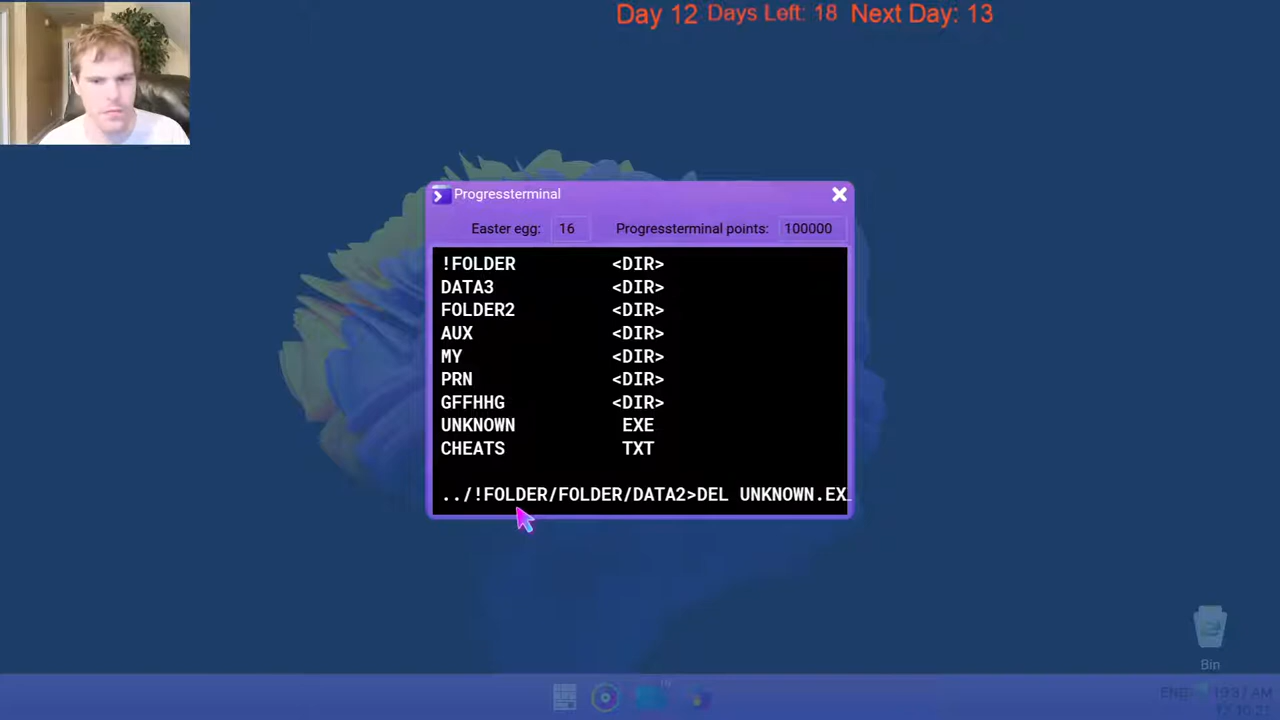 Day 12 Days Left: 18 Next Day: 13
Progressterminal
Easter egg: 16 Progressterminal points: 100000
!FOLDER <DIR>
DATA3 <DIR>
FOLDER2 <DIR>
AUX <DIR>
MY <DIR>
PRN <DIR>
GFFHHG <DIR>
UNKNOWN EXE
CHEATS TXT
../!FOLDER/FOLDER/DATA2>DEL UNKNOWN.EX
Bin